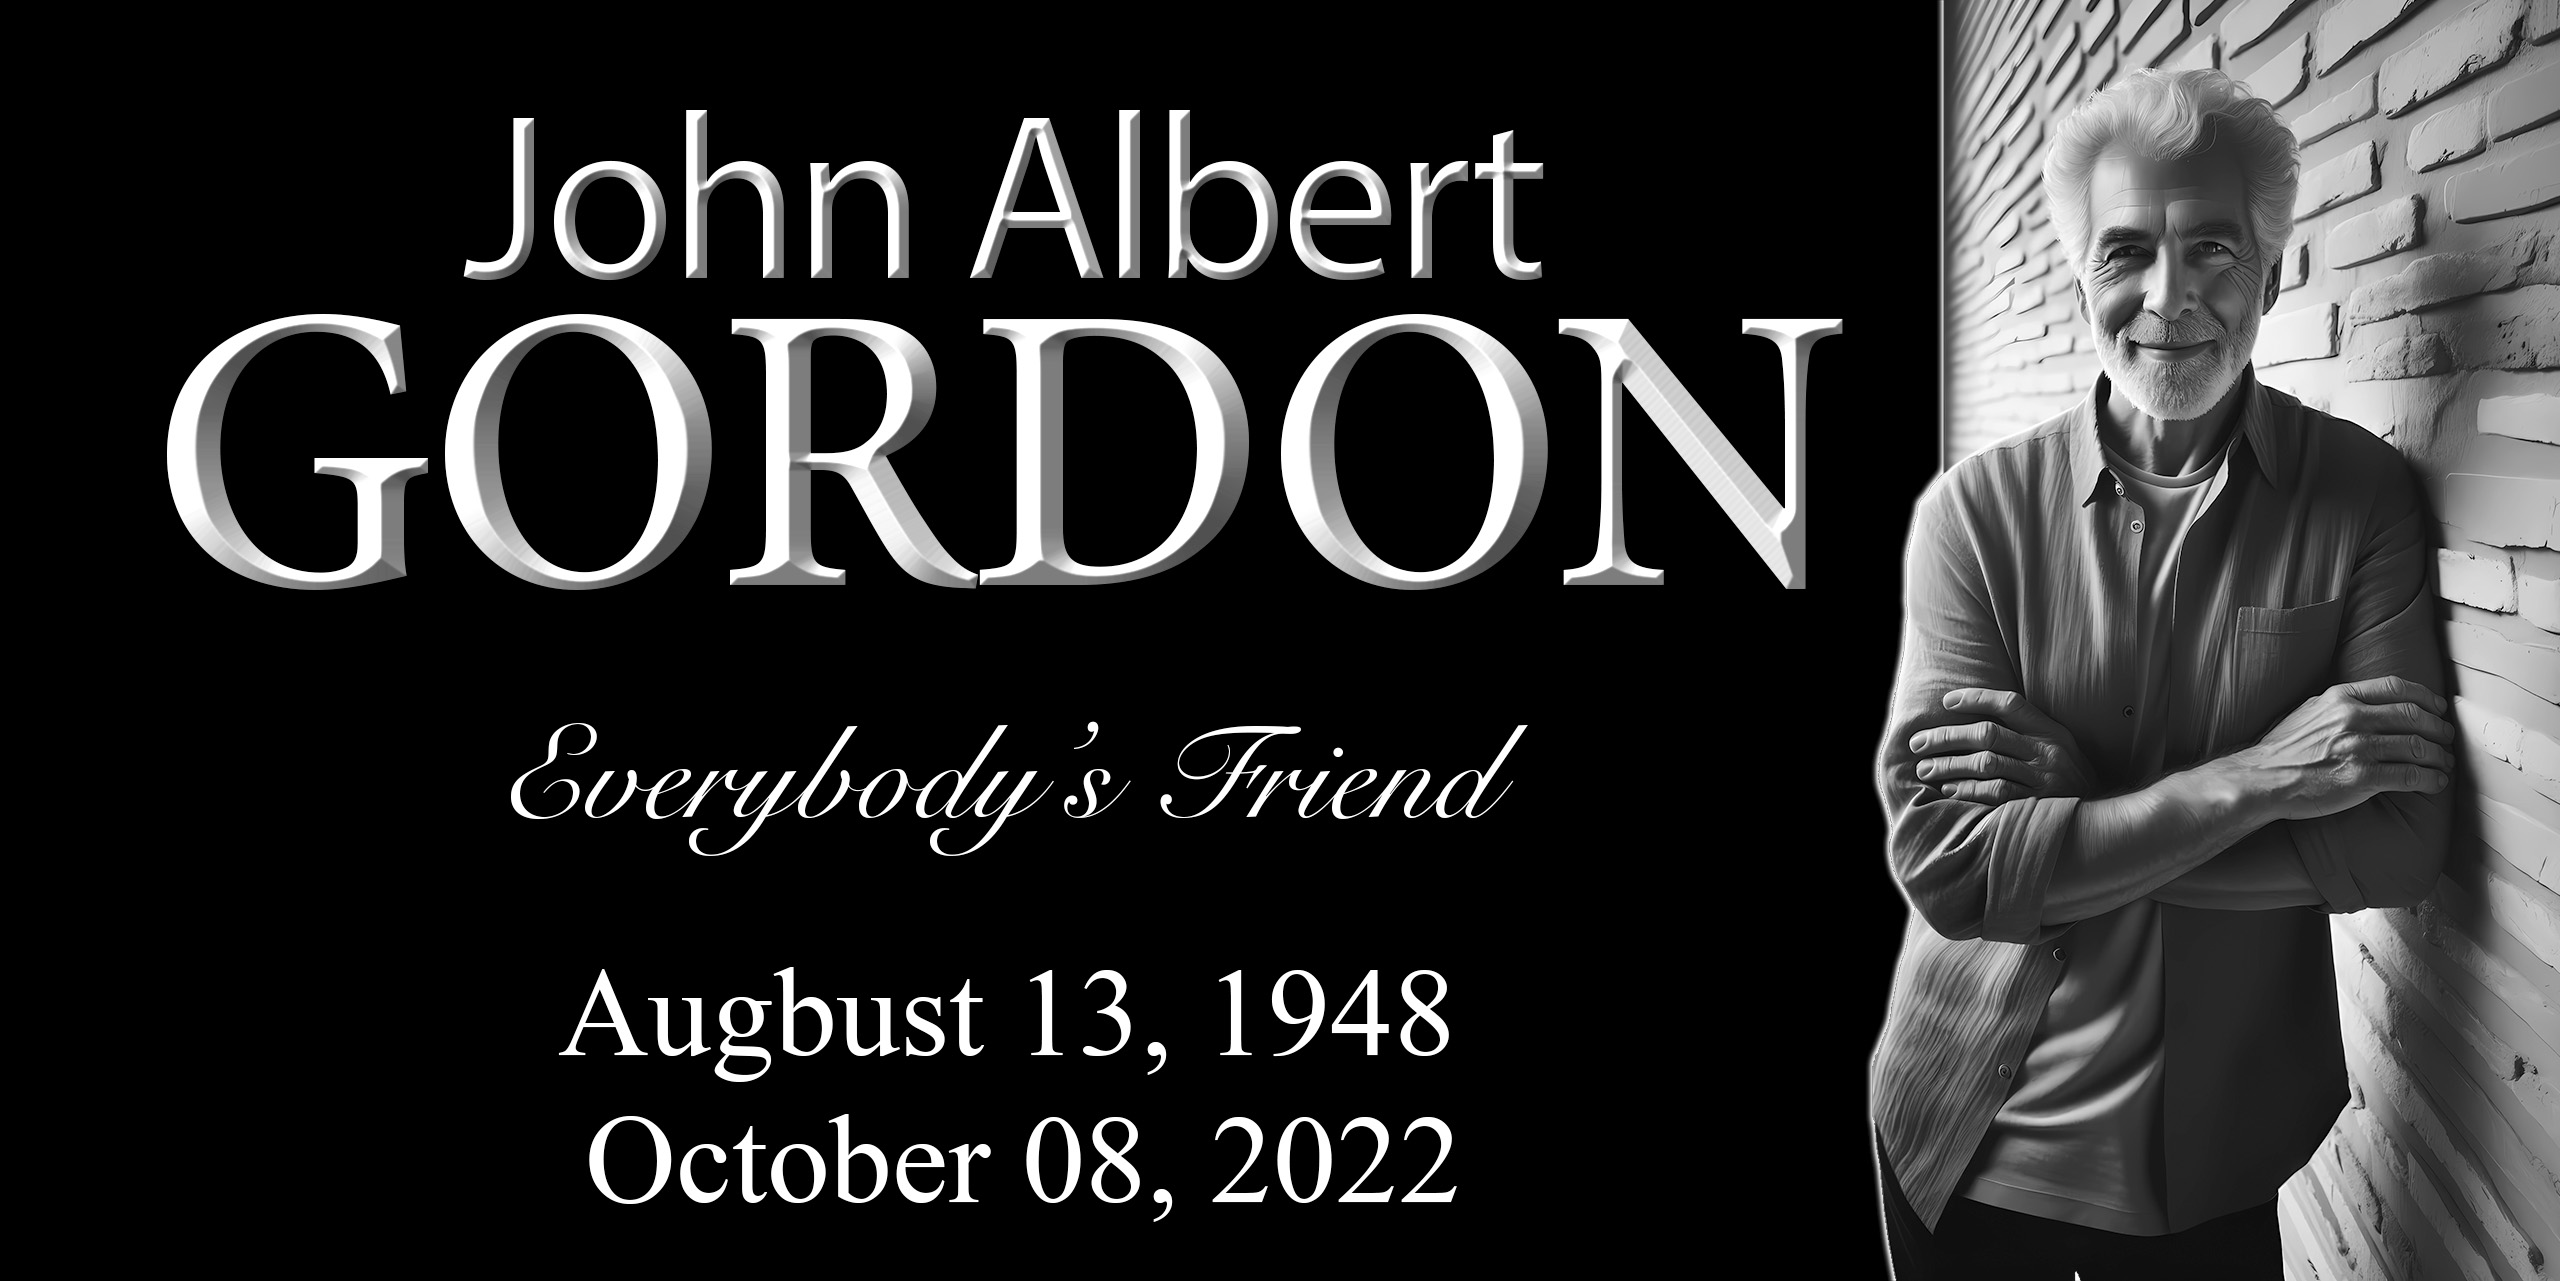 John Albert
GORDON
Everybody's Friend
Augbust 13, 1948
October 08, 2022